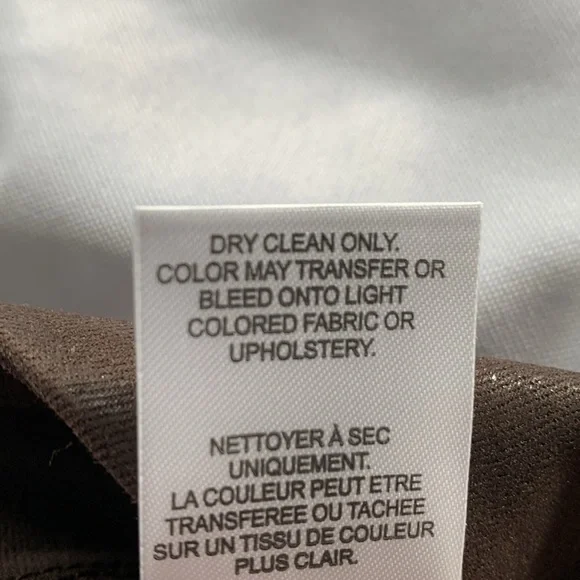 DRY CLEAN ONLY.
COLOR MAY TRANSFER OR
BLEED ONTO LIGHT
COLORED FABRIC OR
UPHOLSTERY.
NETTOYER À SEC
UNIQUEMENT.
LA COULEUR PEUT ETRE
TRANSFEREE OU TACHEE
SUR UN TISSU DE COULEUR
PLUS CLAIR.